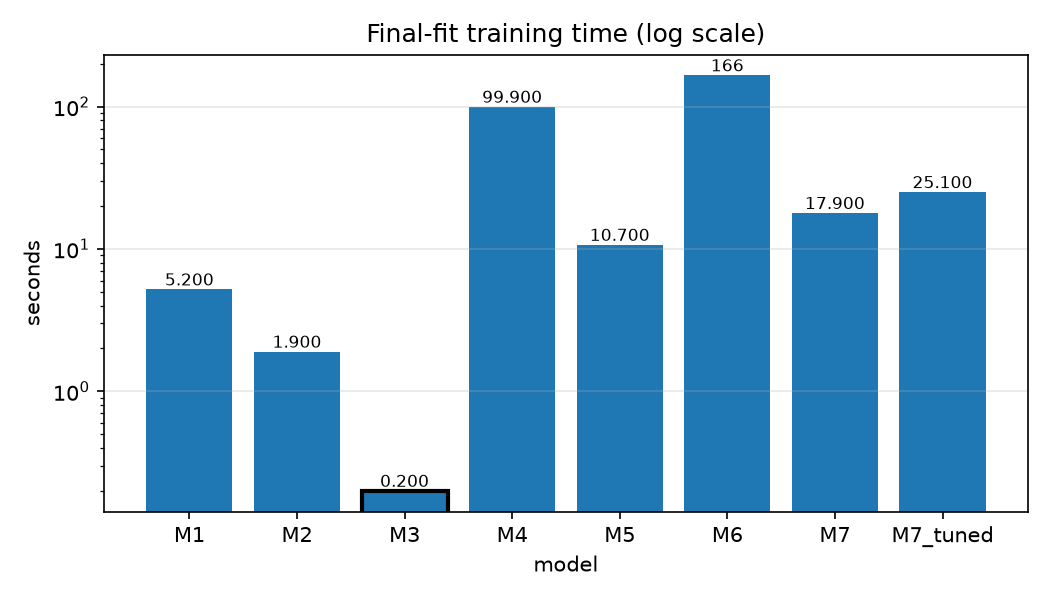 Final-fit training time (log scale)
166
99.900
25.100
17.900
10.700
5.200
1.900
0.200
10²
10¹
10⁰
seconds
M1 M2 M3 M4 M5 M6 M7 M7_tuned
model